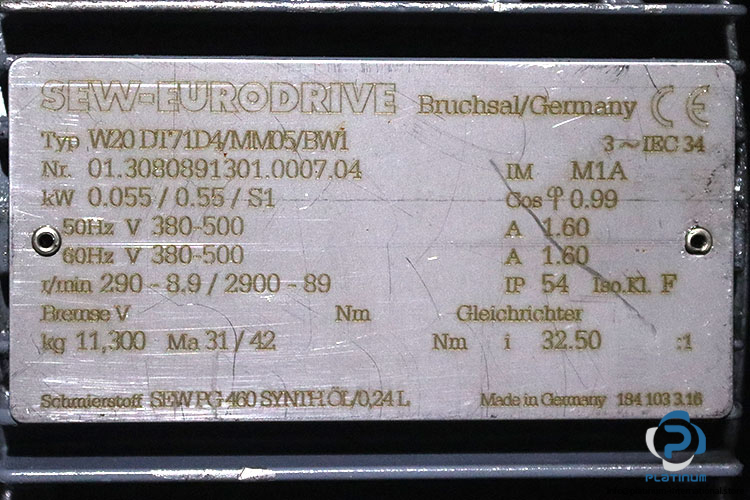 SEW-EURODRIVE Bruchsal/Germany CE
Typ W20 DT71D4/MM05/BW1 3~IEC 34
Nr. 01.3080891301.0007.04 IM M1A
kW 0.055 / 0.55 / S1 Cos φ 0.99
50Hz V 380-500 A 1.60
60Hz V 380-500 A 1.60
r/min 290 - 8.9 / 2900 - 89 IP 54 Iso.Kl. F
Bremse V Nm Gleichrichter
kg 11,300 Ma 31 / 42 Nm i 32.50 :1
Schmierstoff SEW PG 460 SYNTH.ÖL/0,24 L Made in Germany 184 103 3.16
PLATINUM